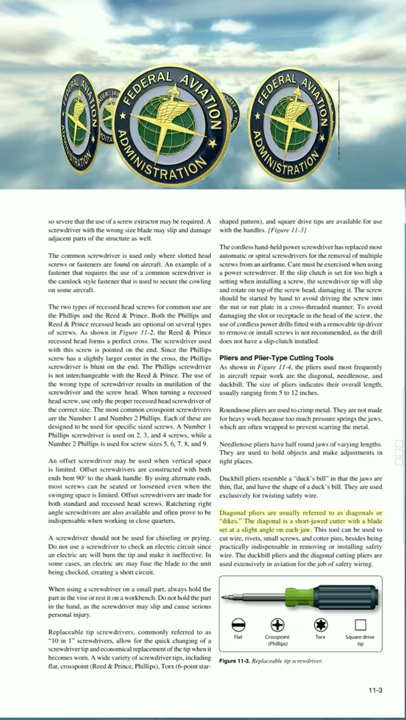 FEDERAL AVIATION
ADMINISTRATION
FEDERAL AVIATION
ADMINISTRATION
so severe that the use of a screw extractor may be required. A
screwdriver with the wrong size blade may slip and damage
adjacent parts of the structure as well.
The common screwdriver is used only where slotted head
screws or fasteners are found on aircraft. An example of a
fastener that requires the use of a common screwdriver is
the camlock style fastener that is used to secure the cowling
on some aircraft.
The two types of recessed head screws for common use are
the Phillips and the Reed & Prince. Both the Phillips and
Reed & Prince recessed heads are optional on several types
of screws. As shown in Figure 11-2, the Reed & Prince
recessed head forms a perfect cross. The screwdriver used
with this screw is pointed on the end. Since the Phillips
screw has a slightly larger center in the cross, the Phillips
screwdriver is blunt on the end. The Phillips screwdriver
is not interchangeable with the Reed & Prince. The use of
the wrong type of screwdriver results in mutilation of the
screwdriver and the screw head. When turning a recessed
head screw, use only the proper recessed head screwdriver of
the correct size. The most common crosspoint screwdrivers
are the Number 1 and Number 2 Phillips. Each of these are
designed to be used for specific sized screws. A Number 1
Phillips screwdriver is used on 2, 3, and 4 screws, while a
Number 2 Phillips is used for screw sizes 5, 6, 7, 8, and 9.
An offset screwdriver may be used when vertical space
is limited. Offset screwdrivers are constructed with both
ends bent 90° to the shank handle. By using alternate ends,
most screws can be seated or loosened even when the
swinging space is limited. Offset screwdrivers are made for
both standard and recessed head screws. Ratcheting right
angle screwdrivers are also available and often prove to be
indispensable when working in close quarters.
A screwdriver should not be used for chiseling or prying.
Do not use a screwdriver to check an electric circuit since
an electric arc will burn the tip and make it ineffective. In
some cases, an electric arc may fuse the blade to the unit
being checked, creating a short circuit.
When using a screwdriver on a small part, always hold the
part in the vise or rest it on a workbench. Do not hold the part
in the hand, as the screwdriver may slip and cause serious
personal injury.
Replaceable tip screwdrivers, commonly referred to as
“10 in 1” screwdrivers, allow for the quick changing of a
screwdriver tip and economical replacement of the tip when it
becomes worn. A wide variety of screwdriver tips, including
flat, crosspoint (Reed & Prince, Phillips), Torx (6-point star-
shaped pattern), and square drive tips are available for use
with the handles. [Figure 11-3]
The cordless hand-held power screwdriver has replaced most
automatic or spiral screwdrivers for the removal of multiple
screws from an airframe. Care must be exercised when using
a power screwdriver. If the slip clutch is set for too high a
setting when installing a screw, the screwdriver tip will slip
and rotate on top of the screw head, damaging it. The screw
should be started by hand to avoid driving the screw into
the nut or nut plate in a cross-threaded manner. To avoid
damaging the slot or receptacle in the head of the screw, the
use of cordless power drills fitted with a removable tip driver
to remove or install screws is not recommended, as the drill
does not have a slip-clutch installed.
Pliers and Plier-Type Cutting Tools
As shown in Figure 11-4, the pliers used most frequently
in aircraft repair work are the diagonal, needlenose, and
duckbill. The size of pliers indicates their overall length,
usually ranging from 5 to 12 inches.
Roundnose pliers are used to crimp metal. They are not made
for heavy work because too much pressure springs the jaws,
which are often wrapped to prevent scarring the metal.
Needlenose pliers have half round jaws of varying lengths.
They are used to hold objects and make adjustments in
tight places.
Duckbill pliers resemble a “duck’s bill” in that the jaws are
thin, flat, and have the shape of a duck’s bill. They are used
exclusively for twisting safety wire.
Diagonal pliers are usually referred to as diagonals or
“dikes.” The diagonal is a short-jawed cutter with a blade
set at a slight angle on each jaw. This tool can be used to
cut wire, rivets, small screws, and cotter pins, besides being
practically indispensable in removing or installing safety
wire. The duckbill pliers and the diagonal cutting pliers are
used extensively in aviation for the job of safety wiring.
Flat Crosspoint (Phillips) Torx Square drive tip
Figure 11-3. Replaceable tip screwdriver.
11-3